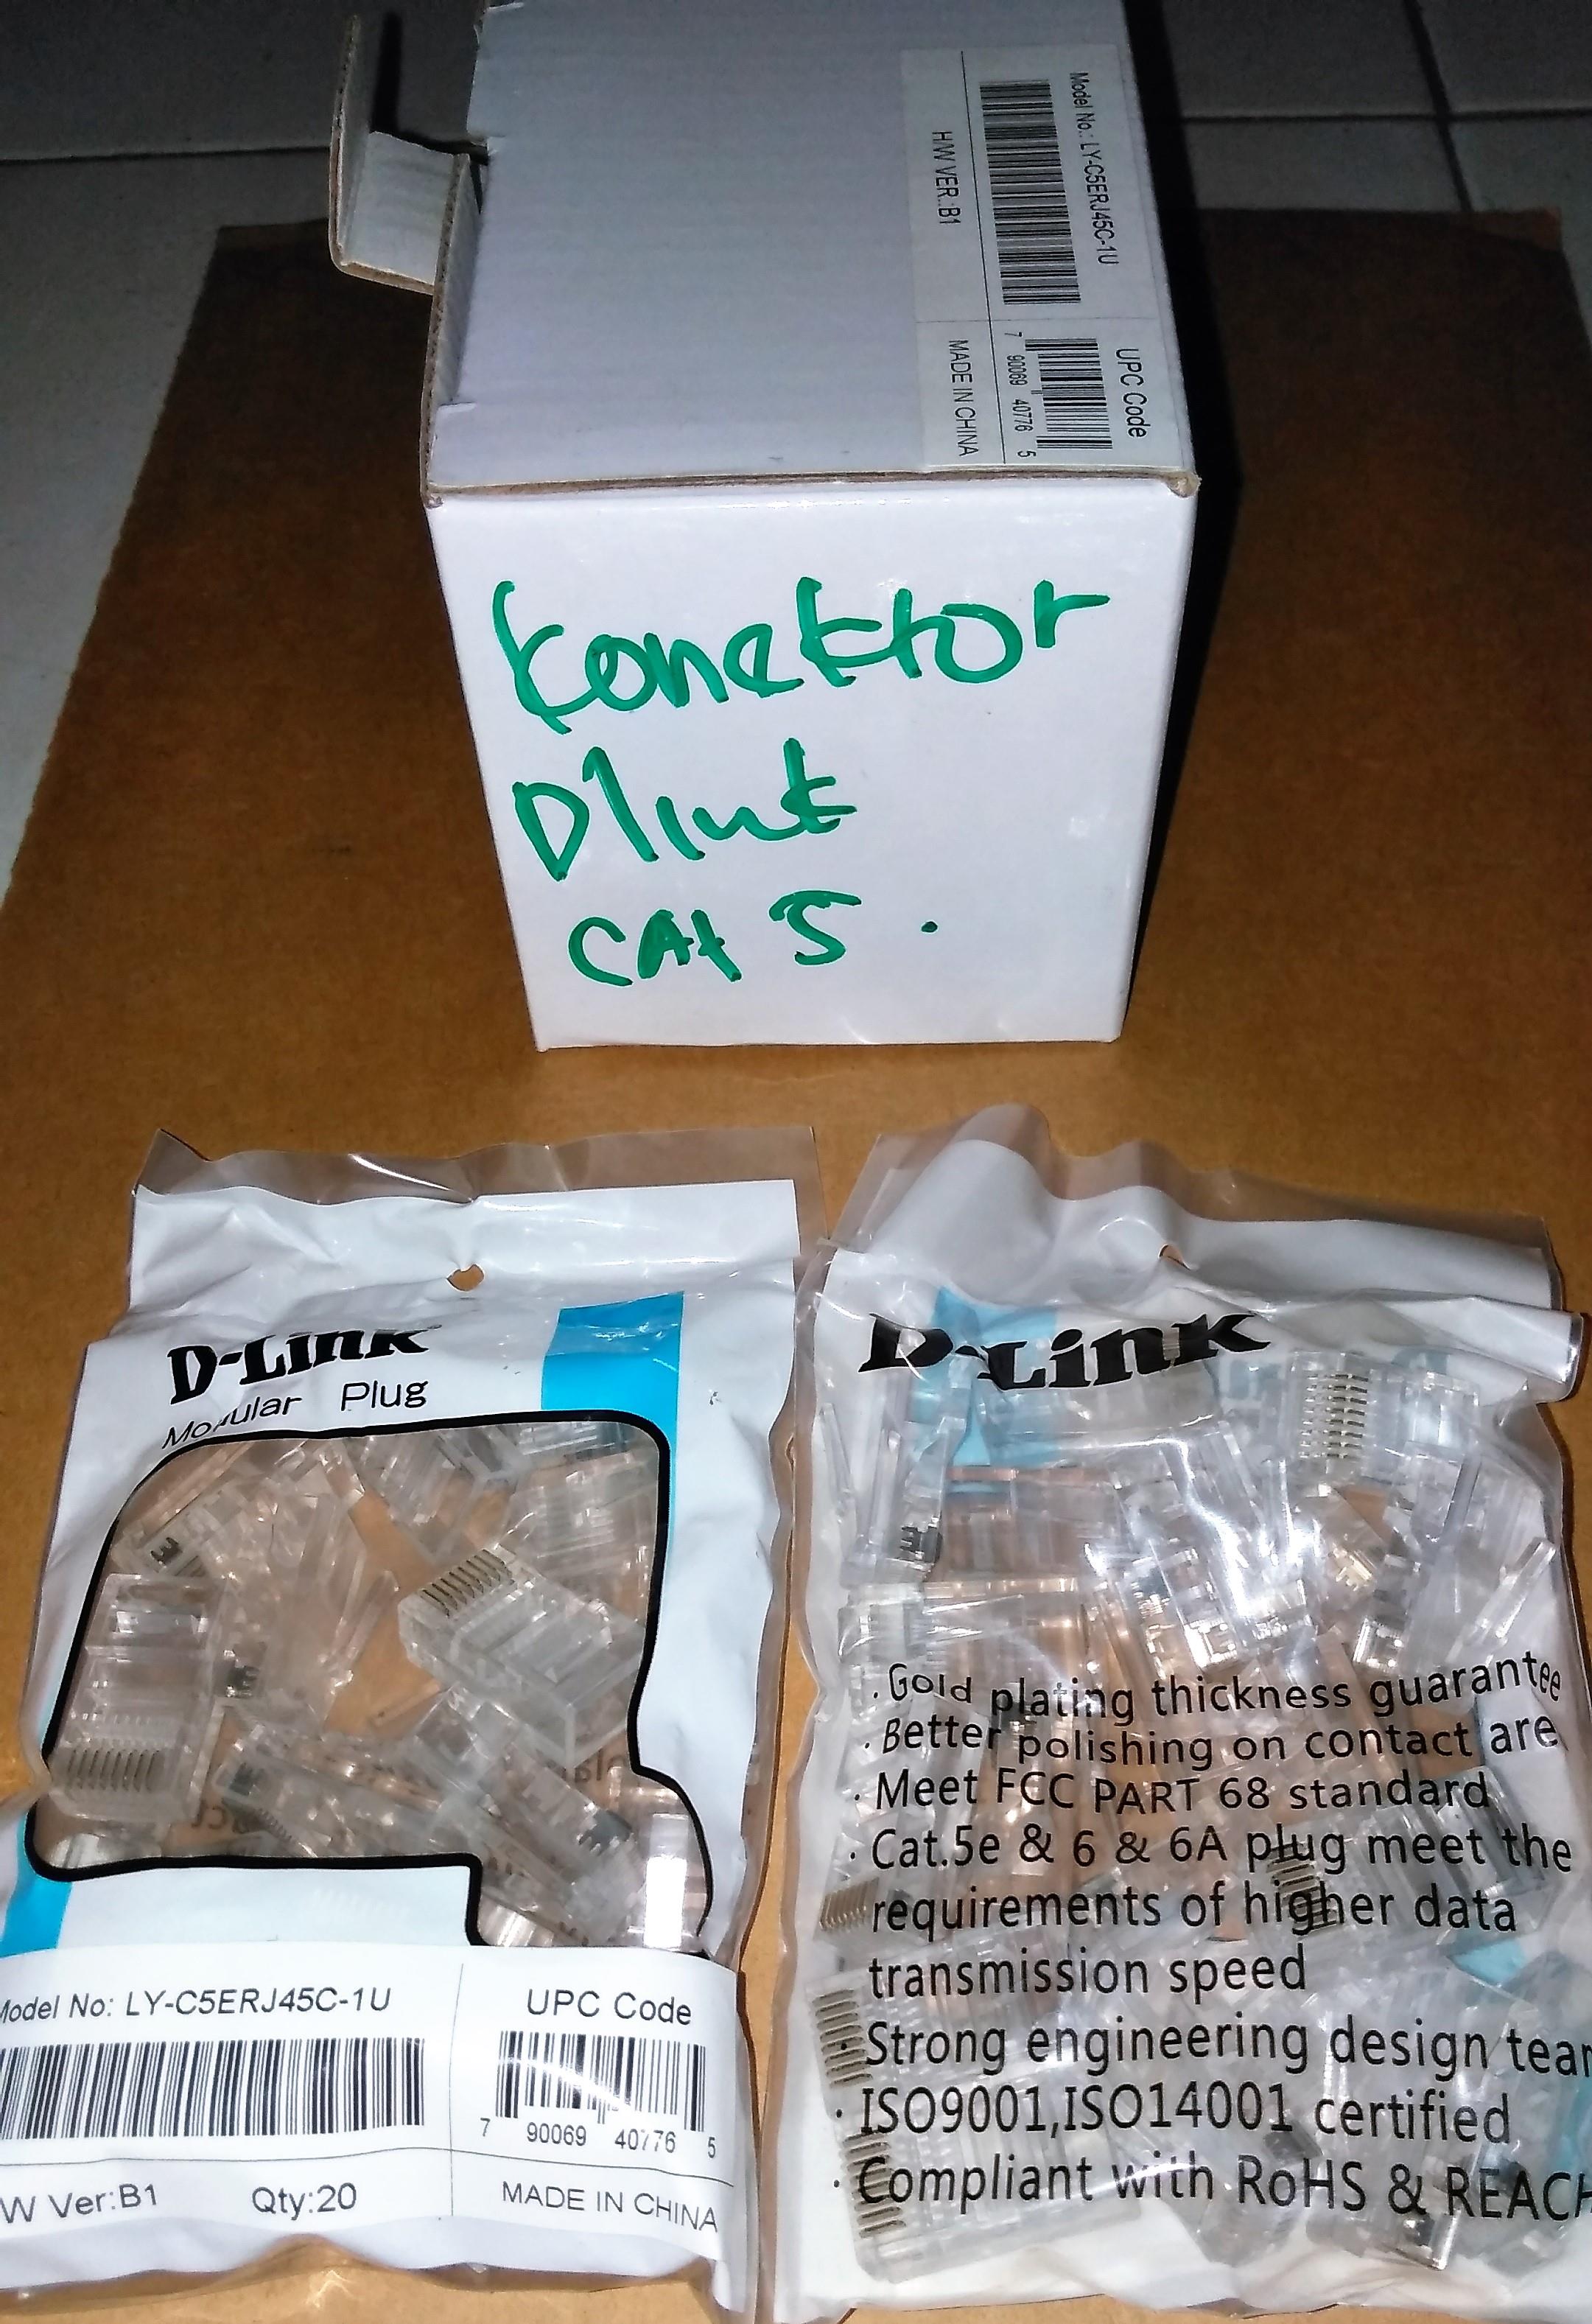 Model No.: LY-C5ERJ45C-1U
UPC Code
7 90069 40776 5
H/W VER.:B1
MADE IN CHINA
Konektor
Dlink
CAt 5.
D-Link
Modular Plug
Model No: LY-C5ERJ45C-1U
UPC Code
7 90069 40776 5
W Ver:B1 Qty:20
MADE IN CHINA
D-Link
· Gold plating thickness guarantee
· Better polishing on contact are
· Meet FCC PART 68 standard
· Cat.5e & 6 & 6A plug meet the
requirements of higher data
transmission speed
· Strong engineering design team
· ISO9001,ISO14001 certified
· Compliant with RoHS & REACH